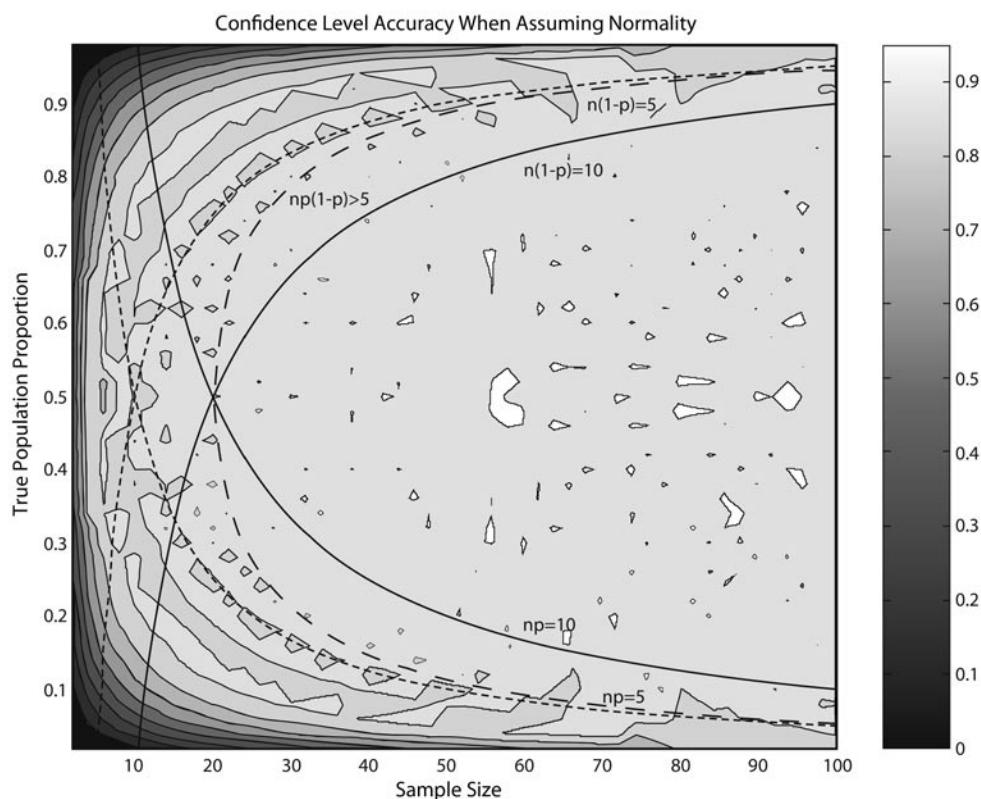 Confidence Level Accuracy When Assuming Normality
True Population Proportion
0.9
0.8
0.7
0.6
0.5
0.4
0.3
0.2
0.1
n(1-p)=5
n(1-p)=10
np(1-p)>5
np=10
np=5
10 20 30 40 50 60 70 80 90 100
Sample Size
0.9
0.8
0.7
0.6
0.5
0.4
0.3
0.2
0.1
0